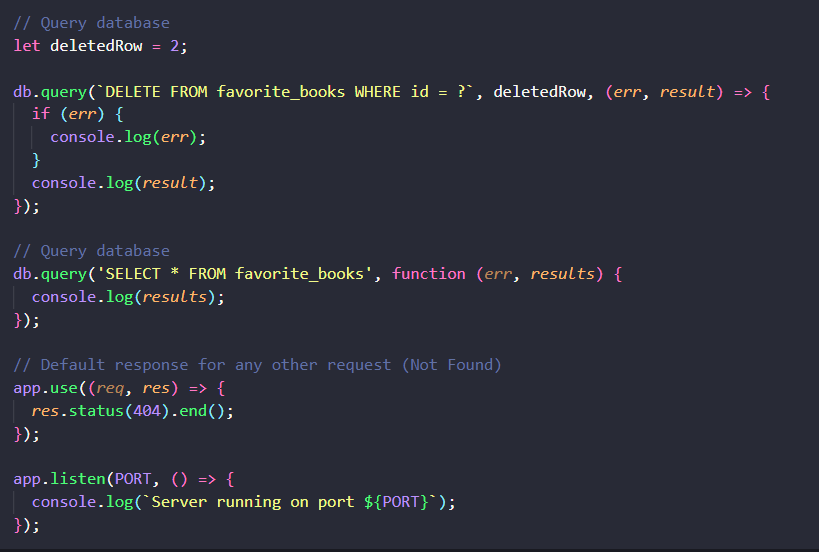 // Query database
let deletedRow = 2;

db.query(`DELETE FROM favorite_books WHERE id = ?`, deletedRow, (err, result) => {
  if (err) {
    console.log(err);
  }
  console.log(result);
});

// Query database
db.query('SELECT * FROM favorite_books', function (err, results) {
  console.log(results);
});

// Default response for any other request (Not Found)
app.use((req, res) => {
  res.status(404).end();
});

app.listen(PORT, () => {
  console.log(`Server running on port ${PORT}`);
});